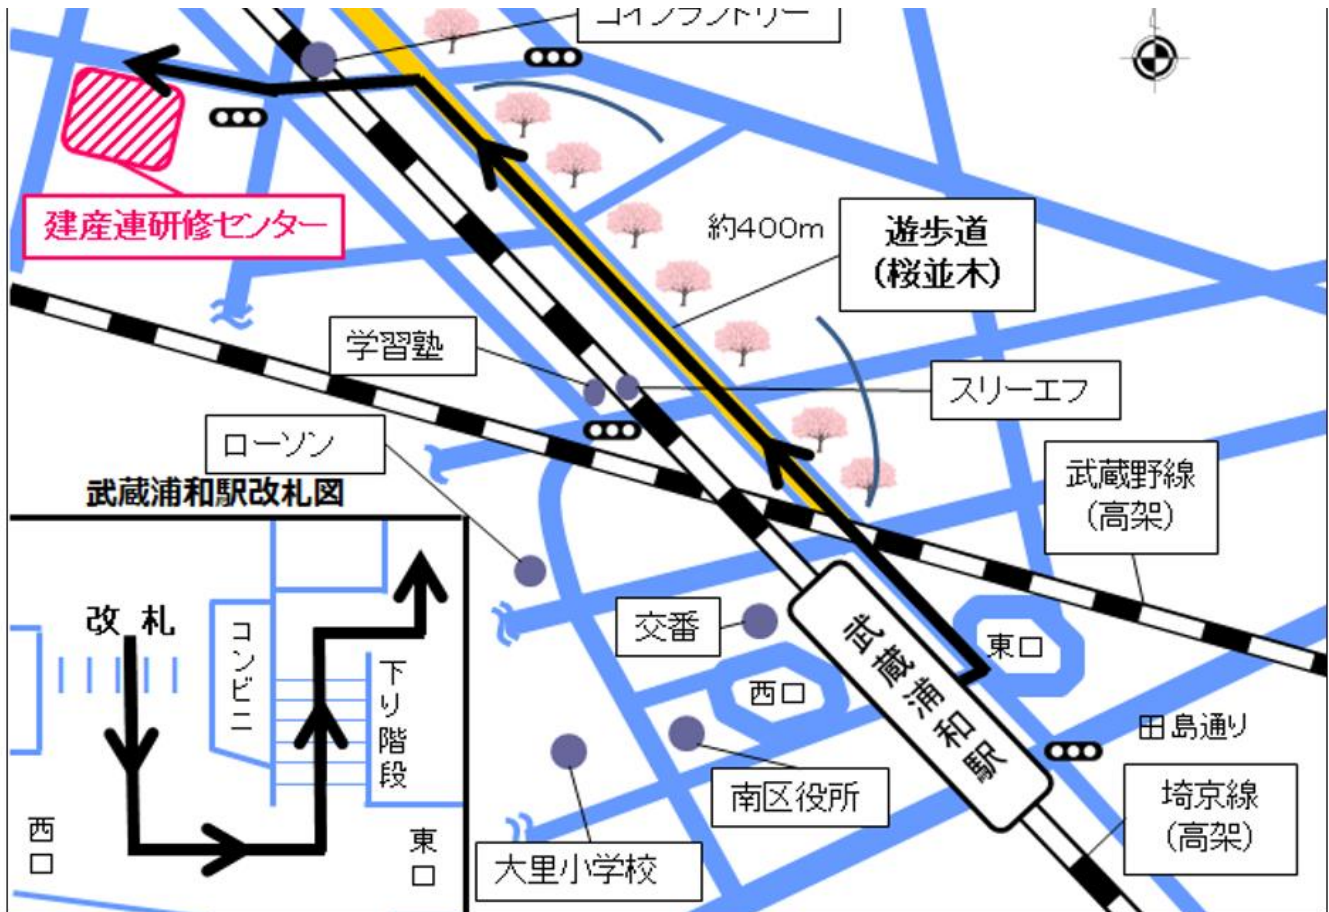 コインランドリー
建産連研修センター
約400m
遊歩道
(桜並木)
学習塾
スリーエフ
ローソン
武蔵野線
(高架)
武蔵浦和駅改札図
改 札
コンビニ
下り階段
西口
東口
交番
西口
武蔵浦和駅
東口
田島通り
南区役所
埼京線
(高架)
大里小学校